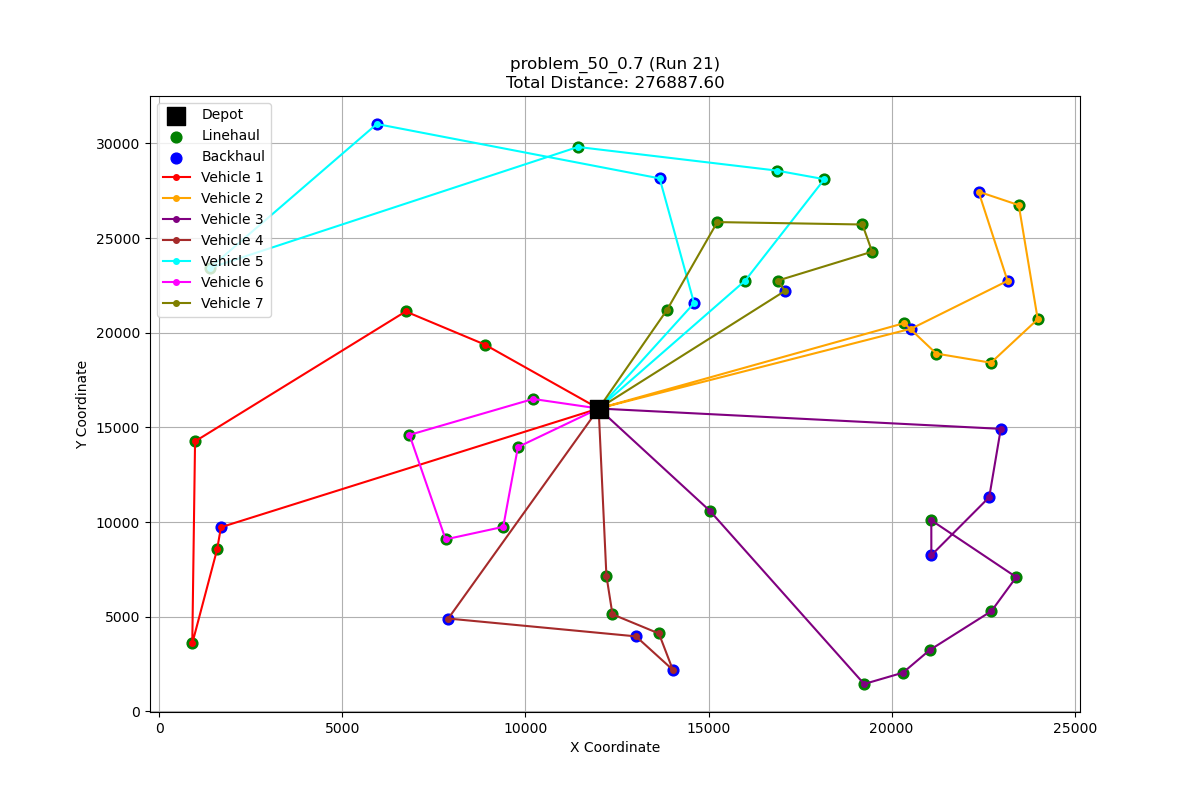 problem_50_0.7 (Run 21)
Total Distance: 276887.60
Depot
Linehaul
Backhaul
Vehicle 1
Vehicle 2
Vehicle 3
Vehicle 4
Vehicle 5
Vehicle 6
Vehicle 7
30000
25000
20000
15000
10000
5000
0
Y Coordinate
0 5000 10000 15000 20000 25000
X Coordinate